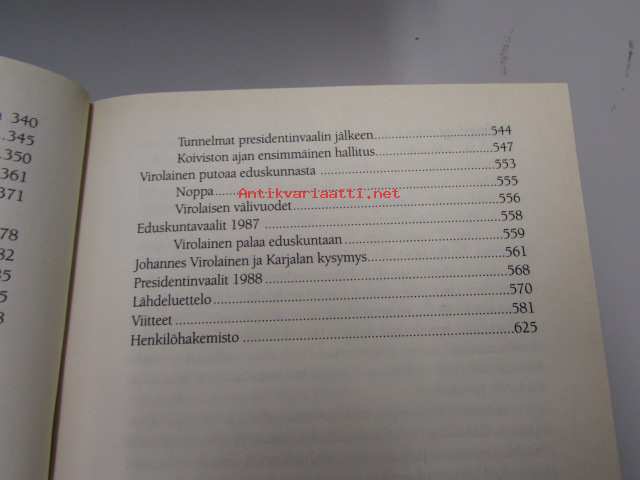 340
345
350
361
371
78
82
35
5
8
Tunnelmat presidentinvaalin jälkeen 544
Koiviston ajan ensimmäinen hallitus 547
Virolainen putoaa eduskunnasta 553
Noppa 555
Virolaisen välivuodet 556
Eduskuntavaalit 1987 558
Virolainen palaa eduskuntaan 559
Johannes Virolainen ja Karjalan kysymys 561
Presidentinvaalit 1988 568
Lähdeluettelo 570
Viitteet 581
Henkilöhakemisto 625
Antikvariaatti.net